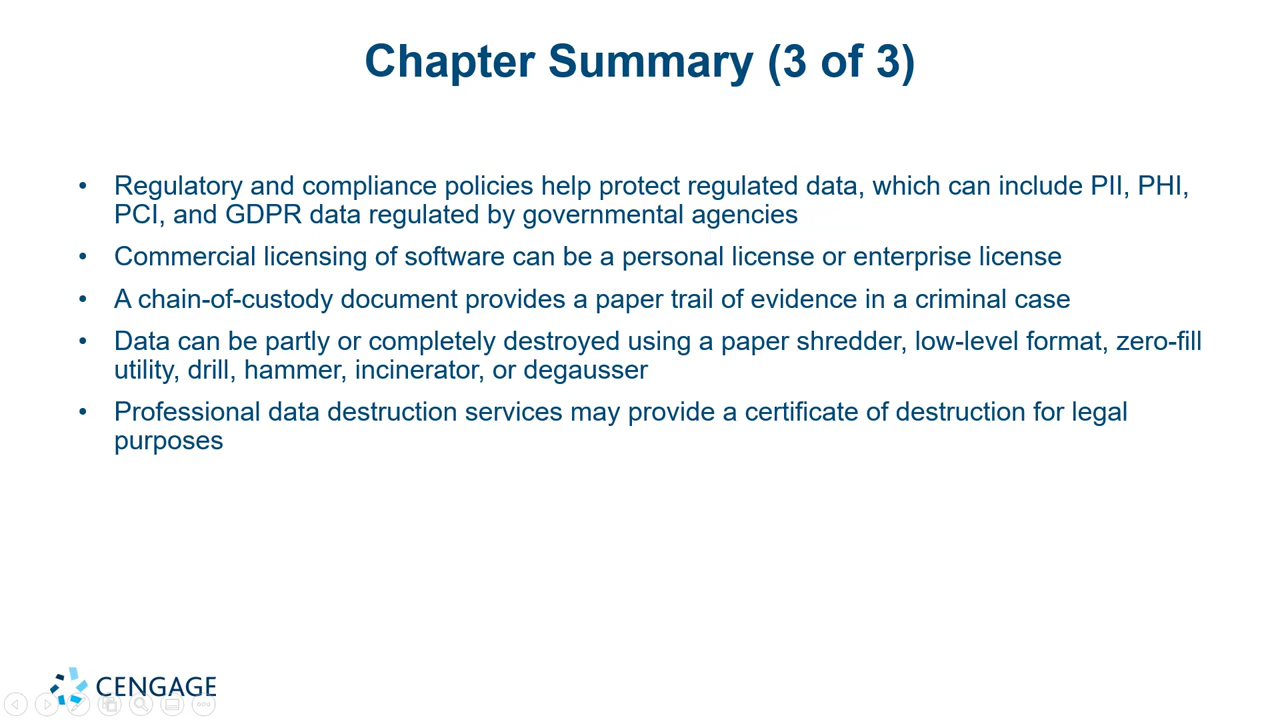 Chapter Summary (3 of 3)
• Regulatory and compliance policies help protect regulated data, which can include PII, PHI,
PCI, and GDPR data regulated by governmental agencies
• Commercial licensing of software can be a personal license or enterprise license
• A chain-of-custody document provides a paper trail of evidence in a criminal case
• Data can be partly or completely destroyed using a paper shredder, low-level format, zero-fill
utility, drill, hammer, incinerator, or degausser
• Professional data destruction services may provide a certificate of destruction for legal
purposes
CENGAGE